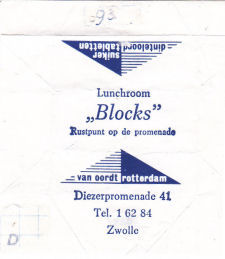 -93
suiker dinteloord
tabletten
Lunchroom
„Blocks”
Rustpunt op de promenade
van oordt rotterdam
Diezerpromenade 41
Tel. 1 62 84
Zwolle
D